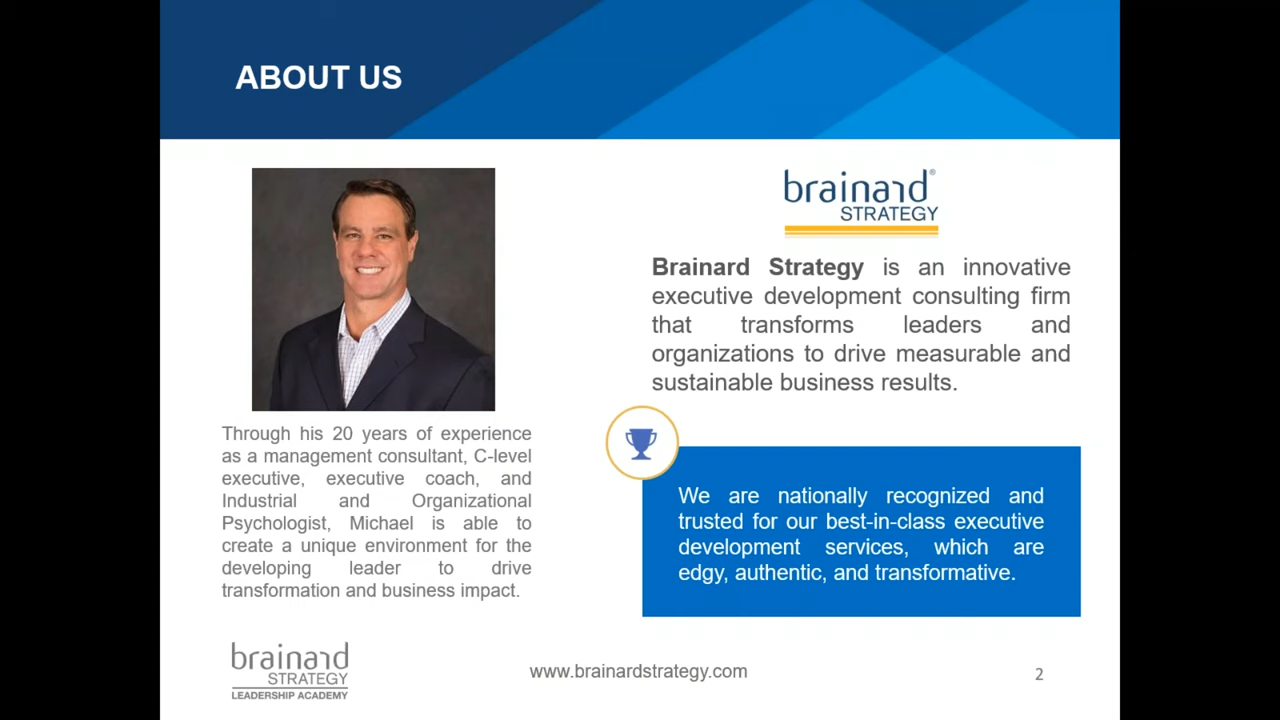 ABOUT US
Through his 20 years of experience
as a management consultant, C-level
executive, executive coach, and
Industrial and Organizational
Psychologist, Michael is able to
create a unique environment for the
developing leader to drive
transformation and business impact.
brainard®
STRATEGY
Brainard Strategy is an innovative
executive development consulting firm
that transforms leaders and
organizations to drive measurable and
sustainable business results.
We are nationally recognized and
trusted for our best-in-class executive
development services, which are
edgy, authentic, and transformative.
brainard
STRATEGY
LEADERSHIP ACADEMY
www.brainardstrategy.com
2